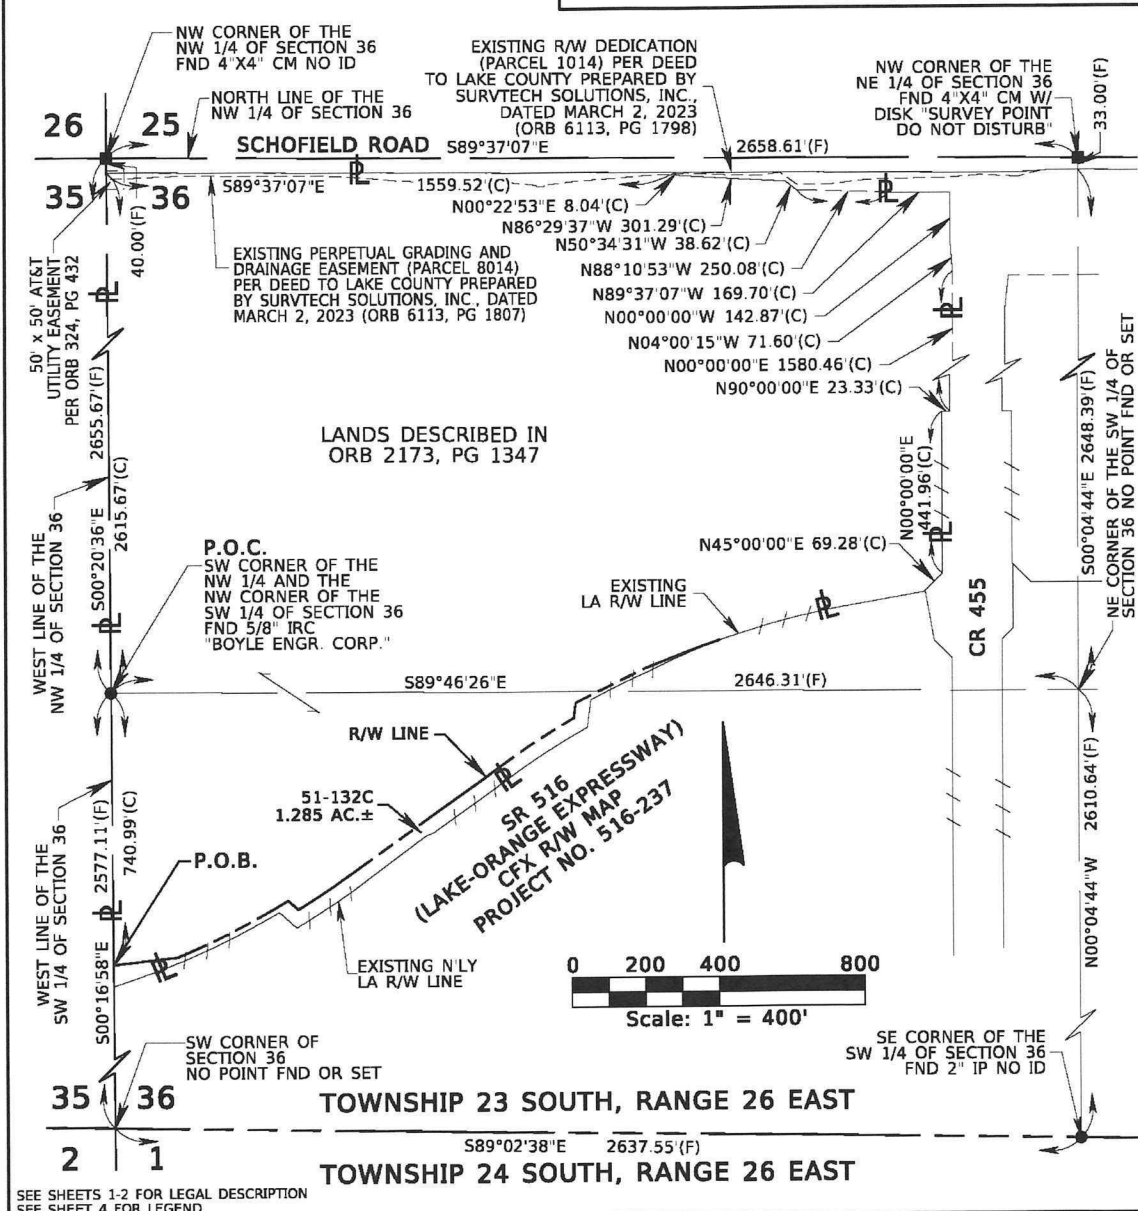 NW CORNER OF THE
NW 1/4 OF SECTION 36
FND 4"X4" CM NO ID
EXISTING R/W DEDICATION
(PARCEL 1014) PER DEED
TO LAKE COUNTY PREPARED BY
SURVTECH SOLUTIONS, INC.,
DATED MARCH 2, 2023
(ORB 6113, PG 1798)
NW CORNER OF THE
NE 1/4 OF SECTION 36
FND 4"X4" CM W/
DISK "SURVEY POINT
DO NOT DISTURB"
33.00'(F)
NORTH LINE OF THE
NW 1/4 OF SECTION 36
26 25
SCHOFIELD ROAD
S89°37'07"E
2658.61'(F)
35 36
40.00'(F)
S89°37'07"E
1559.52'(C)
N00°22'53"E 8.04'(C)
N86°29'37"W 301.29'(C)
N50°34'31"W 38.62'(C)
N88°10'53"W 250.08'(C)
N89°37'07"W 169.70'(C)
N00°00'00"W 142.87'(C)
N04°00'15"W 71.60'(C)
N00°00'00"E 1580.46'(C)
N90°00'00"E 23.33'(C)
EXISTING PERPETUAL GRADING AND
DRAINAGE EASEMENT (PARCEL 8014)
PER DEED TO LAKE COUNTY PREPARED
BY SURVTECH SOLUTIONS, INC., DATED
MARCH 2, 2023 (ORB 6113, PG 1807)
50' x 50' AT&T
UTILITY EASEMENT
PER ORB 324, PG 432
PL
PL
PL
PL
LANDS DESCRIBED IN
ORB 2173, PG 1347
2655.67'(F)
S00°20'36"E
2615.67'(C)
WEST LINE OF THE
NW 1/4 OF SECTION 36
PL
P.O.C.
SW CORNER OF THE
NW 1/4 AND THE
NW CORNER OF THE
SW 1/4 OF SECTION 36
FND 5/8" IRC
"BOYLE ENGR. CORP."
N00°00'00"E
441.96'(C)
PL
N45°00'00"E 69.28'(C)
EXISTING
LA R/W LINE
PL
CR 455
S00°04'44"E 2648.39'(F)
NE CORNER OF THE SW 1/4 OF
SECTION 36 NO POINT FND OR SET
S89°46'26"E
2646.31'(F)
R/W LINE
PL
51-132C
1.285 AC.±
SR 516
(LAKE-ORANGE EXPRESSWAY)
CFX R/W MAP
PROJECT NO. 516-237
WEST LINE OF THE
SW 1/4 OF SECTION 36
2577.11'(F)
740.99'(C)
S00°16'58"E
PL
P.O.B.
PL
EXISTING N'LY
LA R/W LINE
N00°04'44"W
2610.64'(F)
0 200 400 800
Scale: 1" = 400'
SW CORNER OF
SECTION 36
NO POINT FND OR SET
SE CORNER OF THE
SW 1/4 OF SECTION 36
FND 2" IP NO ID
35 36
TOWNSHIP 23 SOUTH, RANGE 26 EAST
S89°02'38"E
2637.55'(F)
2 1
TOWNSHIP 24 SOUTH, RANGE 26 EAST
SEE SHEETS 1-2 FOR LEGAL DESCRIPTION
SEE SHEET 4 FOR LEGEND